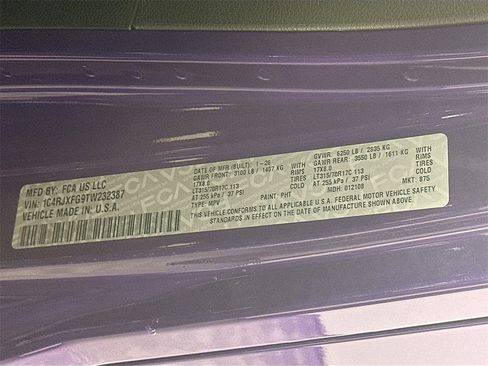 MFD BY: FCA US LLC
VIN: 1C4RJXFG9TW232387
VEHICLE MADE IN: U.S.A.
DATE OF MFR (BUILT): 1-26
GAWR FRONT: 3100 LB / 1407 KG WITH
17X8.0 RIMS
LT315/70R17C 113 TIRES
AT 255 kPa / 37 PSI COLD
TYPE: MPV
GVWR: 6250 LB / 2835 KG
GAWR REAR: 3550 LB / 1611 KG WITH
17X8.0 RIMS
LT315/70R17C 113 TIRES
AT 255 kPa / 37 PSI COLD
PAINT: PHT MDH: 012108 MKT: 875
THIS VEHICLE CONFORMS TO ALL APPLICABLE U.S.A. FEDERAL MOTOR VEHICLE SAFETY
STANDARDS IN EFFECT ON THE DATE OF MANUFACTURE SHOWN ABOVE.